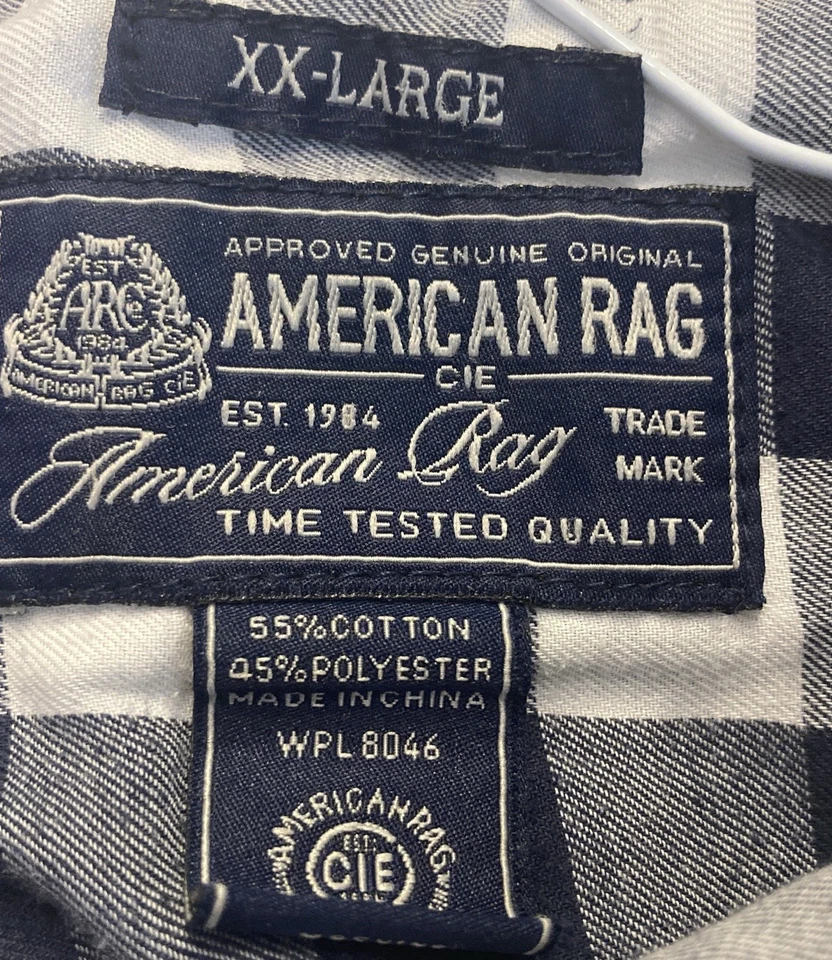 XX-LARGE
APPROVED GENUINE ORIGINAL
AMERICAN RAG
CIE
EST
ARCe
1984
AMERICAN RAG CIE
EST. 1984
TRADE
MARK
American Rag
TIME TESTED QUALITY
55%COTTON
45%POLYESTER
MADE IN CHINA
WPL 8046
AMERICAN RAG
EST.
CIE